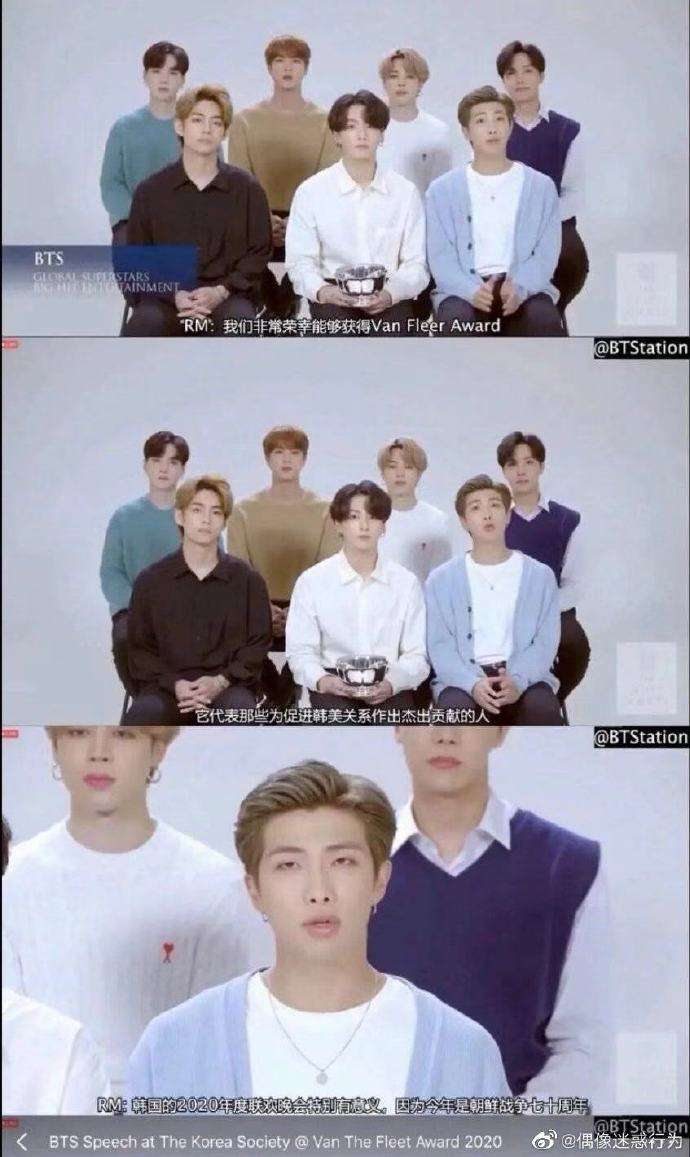 BTS
GLOBAL SUPERSTARS
BIG HIT ENTERTAINMENT
RM：我们非常荣幸能够获得Van Fleer Award
@BTStation
它代表那些为促进韩美关系作出杰出贡献的人
@BTStation
RM：韩国的2020年度联欢晚会特别有意义，因为今年是朝鲜战争七十周年
@BTStation
BTS Speech at The Korea Society @ Van The Fleet Award 2020
@偶像迷惑行为